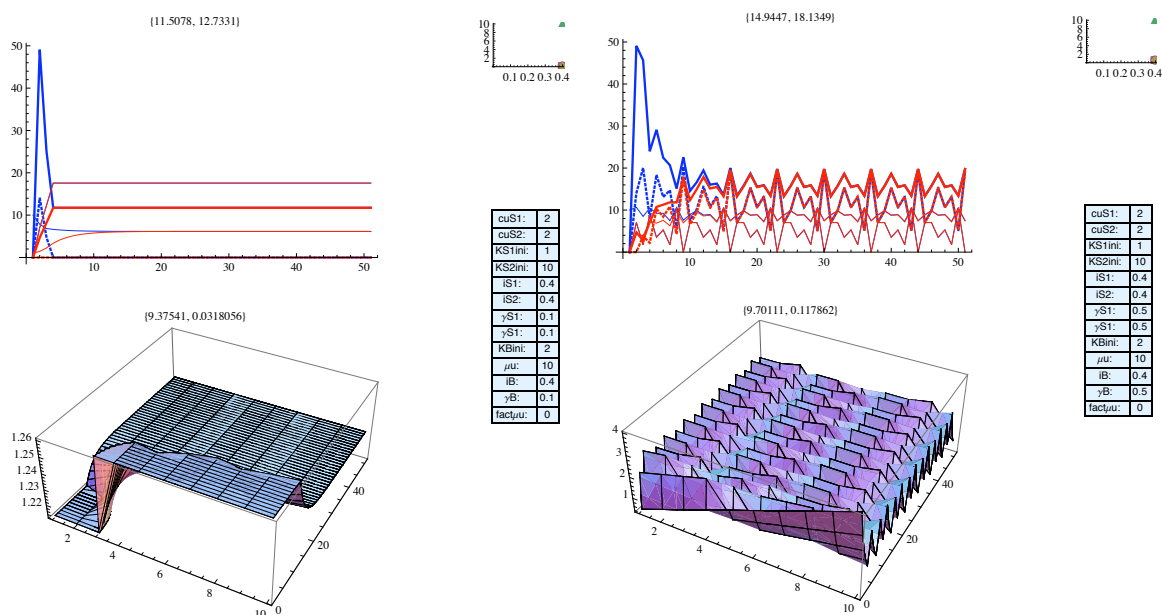 {11.5078, 12.7331}
50
40
30
20
10
10 20 30 40 50
10
8
6
4
2
0.1 0.2 0.3 0.4
cuS1: 2
cuS2: 2
KS1ini: 1
KS2ini: 10
iS1: 0.4
iS2: 0.4
γS1: 0.1
γS1: 0.1
KBini: 2
μu: 10
iB: 0.4
γB: 0.1
factμu: 0
{9.37541, 0.0318056}
1.26
1.25
1.24
1.23
1.22
2 4 6 8 10
0 20 40
{14.9447, 18.1349}
50
40
30
20
10
10 20 30 40 50
10
8
6
4
2
0.1 0.2 0.3 0.4
cuS1: 2
cuS2: 2
KS1ini: 1
KS2ini: 10
iS1: 0.4
iS2: 0.4
γS1: 0.5
γS1: 0.5
KBini: 2
μu: 10
iB: 0.4
γB: 0.5
factμu: 0
{9.70111, 0.117862}
4
3
2
1
2 4 6 8 10
0 20 40